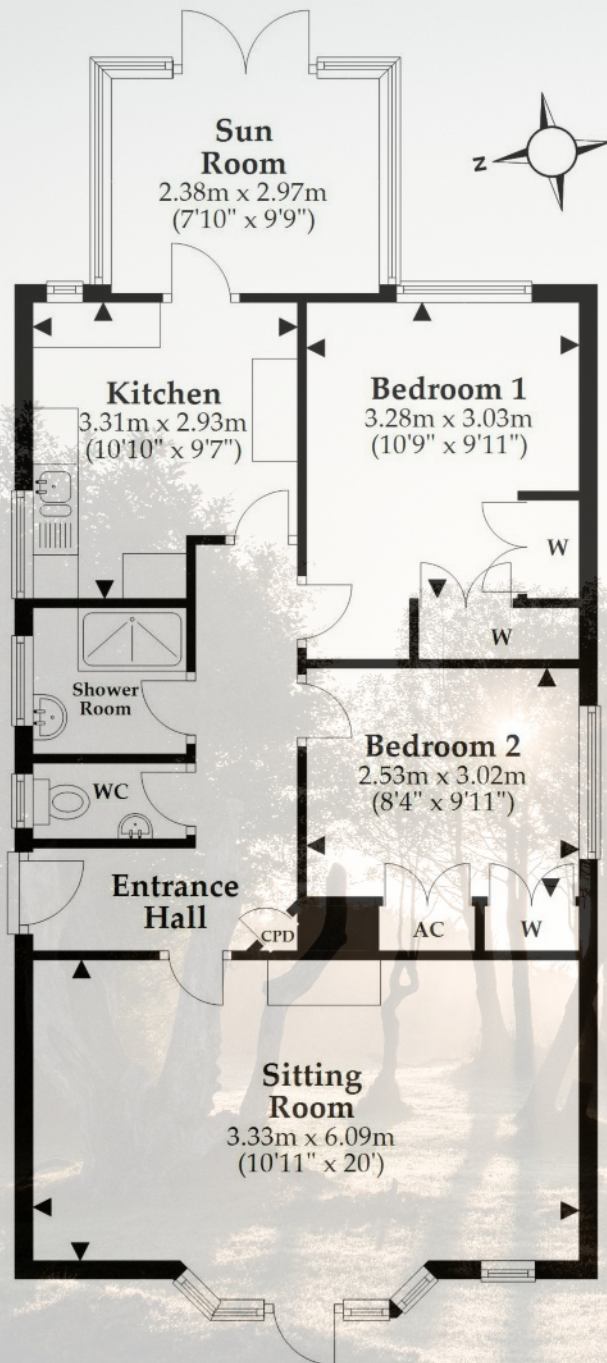 Sun
Room
2.38m x 2.97m
(7'10" x 9'9")
N
Kitchen
3.31m x 2.93m
(10'10" x 9'7")
Bedroom 1
3.28m x 3.03m
(10'9" x 9'11")
W
W
Shower
Room
Bedroom 2
2.53m x 3.02m
(8'4" x 9'11")
WC
Entrance
Hall
CPD
AC
W
Sitting
Room
3.33m x 6.09m
(10'11" x 20')